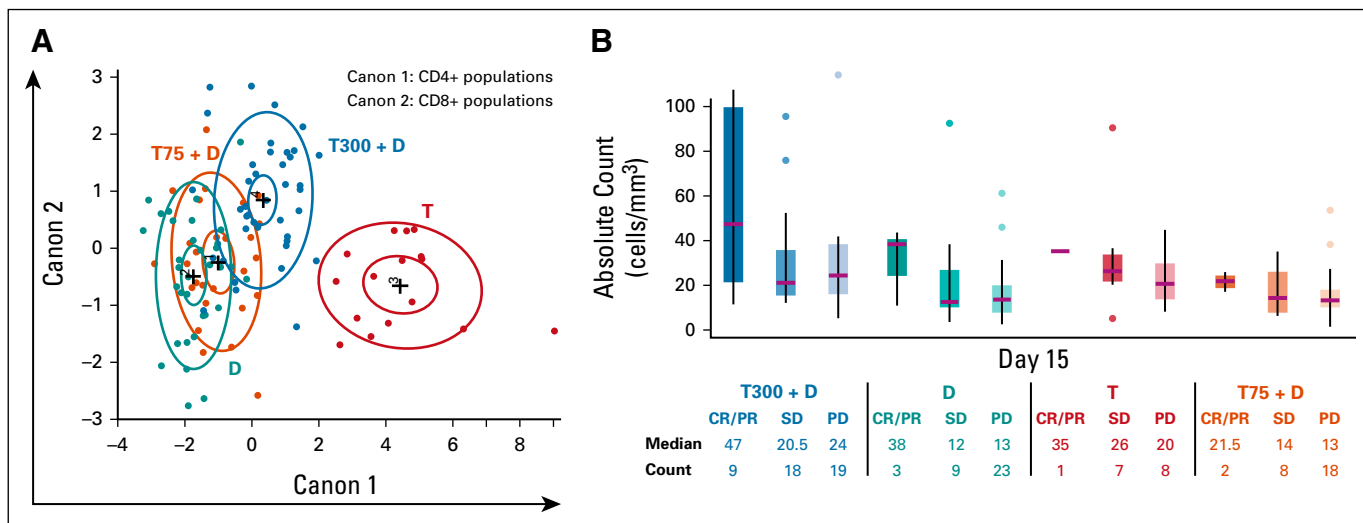 A
Canon 1: CD4+ populations
Canon 2: CD8+ populations
T75 + D
T300 + D
T
D
4
1
2
3
3
2
1
0
–1
–2
–3
–4
–2
0
2
4
6
8
Canon 2
Canon 1
B
100
80
60
40
20
0
Absolute Count
(cells/mm³)
Day 15
T300 + D D T T75 + D
CR/PR SD PD CR/PR SD PD CR/PR SD PD CR/PR SD PD
Median 47 20.5 24 38 12 13 35 26 20 21.5 14 13
Count 9 18 19 3 9 23 1 7 8 2 8 18